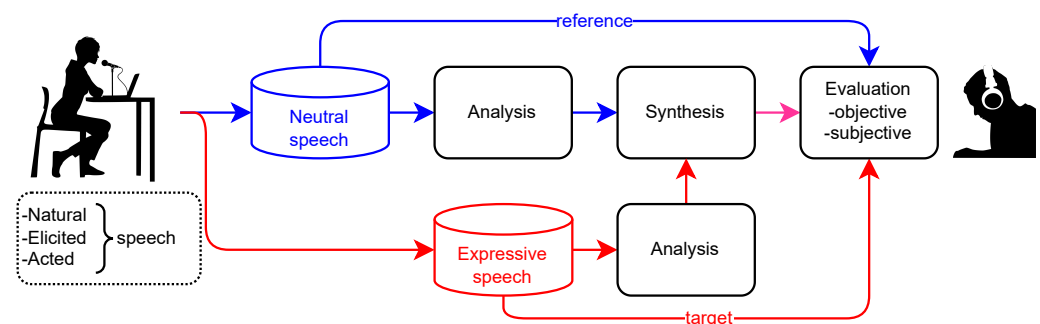 reference
Neutral
speech
Analysis
Synthesis
Evaluation
-objective
-subjective
-Natural
-Elicited
-Acted
speech
Expressive
speech
Analysis
target